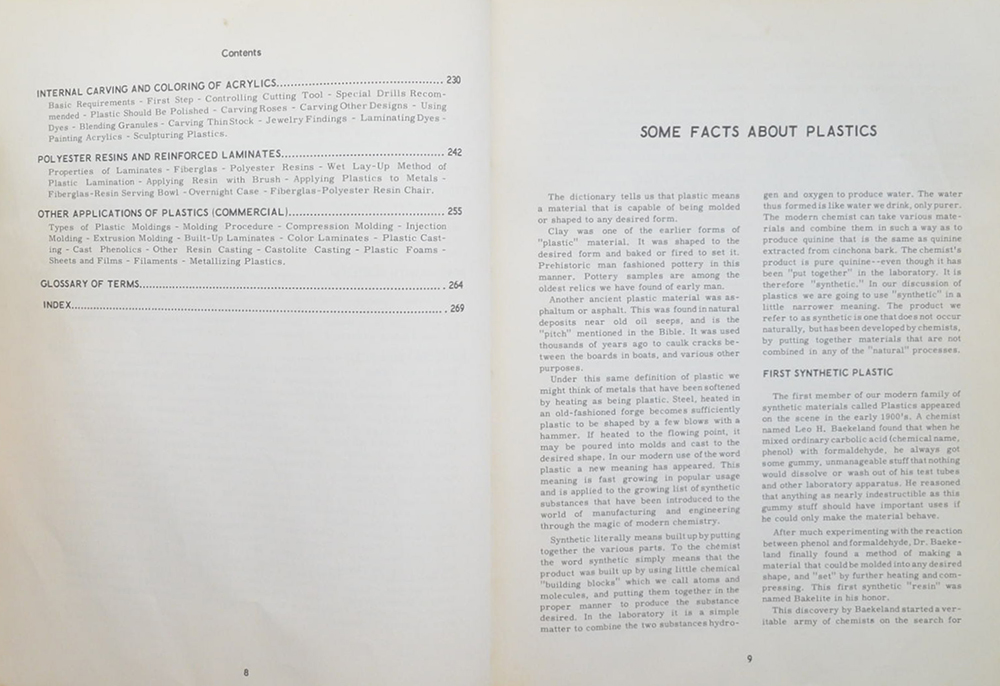 Contents
INTERNAL CARVING AND COLORING OF ACRYLICS.................................................. 230
Basic Requirements - First Step - Controlling Cutting Tool - Special Drills Recom-
mended - Plastic Should Be Polished - Carving Roses - Carving Other Designs - Using
Dyes - Blending Granules - Carving Thin Stock - Jewelry Findings - Laminating Dyes -
Painting Acrylics - Sculpturing Plastics.
POLYESTER RESINS AND REINFORCED LAMINATES.................................................. 242
Properties of Laminates - Fiberglas - Polyester Resins - Wet Lay-Up Method of
Plastic Lamination - Applying Resin with Brush - Applying Plastics to Metals -
Fiberglas-Resin Serving Bowl - Overnight Case - Fiberglas-Polyester Resin Chair.
OTHER APPLICATIONS OF PLASTICS (COMMERCIAL).................................................. 255
Types of Plastic Moldings - Molding Procedure - Compression Molding - Injection
Molding - Extrusion Molding - Built-Up Laminates - Color Laminates - Plastic Cast-
ing - Cast Phenolics - Other Resin Casting - Castolite Casting - Plastic Foams -
Sheets and Films - Filaments - Metallizing Plastics.
GLOSSARY OF TERMS.................................................. 264
INDEX.................................................. 269
8
SOME FACTS ABOUT PLASTICS
The dictionary tells us that plastic means
a material that is capable of being molded
or shaped to any desired form.
Clay was one of the earlier forms of
"plastic" material. It was shaped to the
desired form and baked or fired to set it.
Prehistoric man fashioned pottery in this
manner. Pottery samples are among the
oldest relics we have found of early man.
Another ancient plastic material was as-
phaltum or asphalt. This was found in natural
deposits near old oil seeps, and is the
"pitch" mentioned in the Bible. It was used
thousands of years ago to caulk cracks be-
tween the boards in boats, and various other
purposes.
Under this same definition of plastic we
might think of metals that have been softened
by heating as being plastic. Steel, heated in
an old-fashioned forge becomes sufficiently
plastic to be shaped by a few blows with a
hammer. If heated to the flowing point, it
may be poured into molds and cast to the
desired shape. In our modern use of the word
plastic a new meaning has appeared. This
meaning is fast growing in popular usage
and is applied to the growing list of synthetic
substances that have been introduced to the
world of manufacturing and engineering
through the magic of modern chemistry.
Synthetic literally means built up by putting
together the various parts. To the chemist
the word synthetic simply means that the
product was built up by using little chemical
"building blocks" which we call atoms and
molecules, and putting them together in the
proper manner to produce the substance
desired. In the laboratory it is a simple
matter to combine the two substances hydro-
gen and oxygen to produce water. The water
thus formed is like water we drink, only purer.
The modern chemist can take various mate-
rials and combine them in such a way as to
produce quinine that is the same as quinine
extracted from cinchona bark. The chemist's
product is pure quinine--even though it has
been "put together" in the laboratory. It is
therefore "synthetic." In our discussion of
plastics we are going to use "synthetic" in a
little narrower meaning. The product we
refer to as synthetic is one that does not occur
naturally, but has been developed by chemists,
by putting together materials that are not
combined in any of the "natural" processes.
FIRST SYNTHETIC PLASTIC
The first member of our modern family of
synthetic materials called Plastics appeared
on the scene in the early 1900's. A chemist
named Leo H. Baekeland found that when he
mixed ordinary carbolic acid (chemical name,
phenol) with formaldehyde, he always got
some gummy, unmanageable stuff that nothing
would dissolve or wash out of his test tubes
and other laboratory apparatus. He reasoned
that anything as nearly indestructible as this
gummy stuff should have important uses if
he could only make the material behave.
After much experimenting with the reaction
between phenol and formaldehyde, Dr. Baeke-
land finally found a method of making a
material that could be molded into any desired
shape, and "set" by further heating and com-
pressing. This first synthetic "resin" was
named Bakelite in his honor.
This discovery by Baekeland started a ver-
itable army of chemists on the search for
9